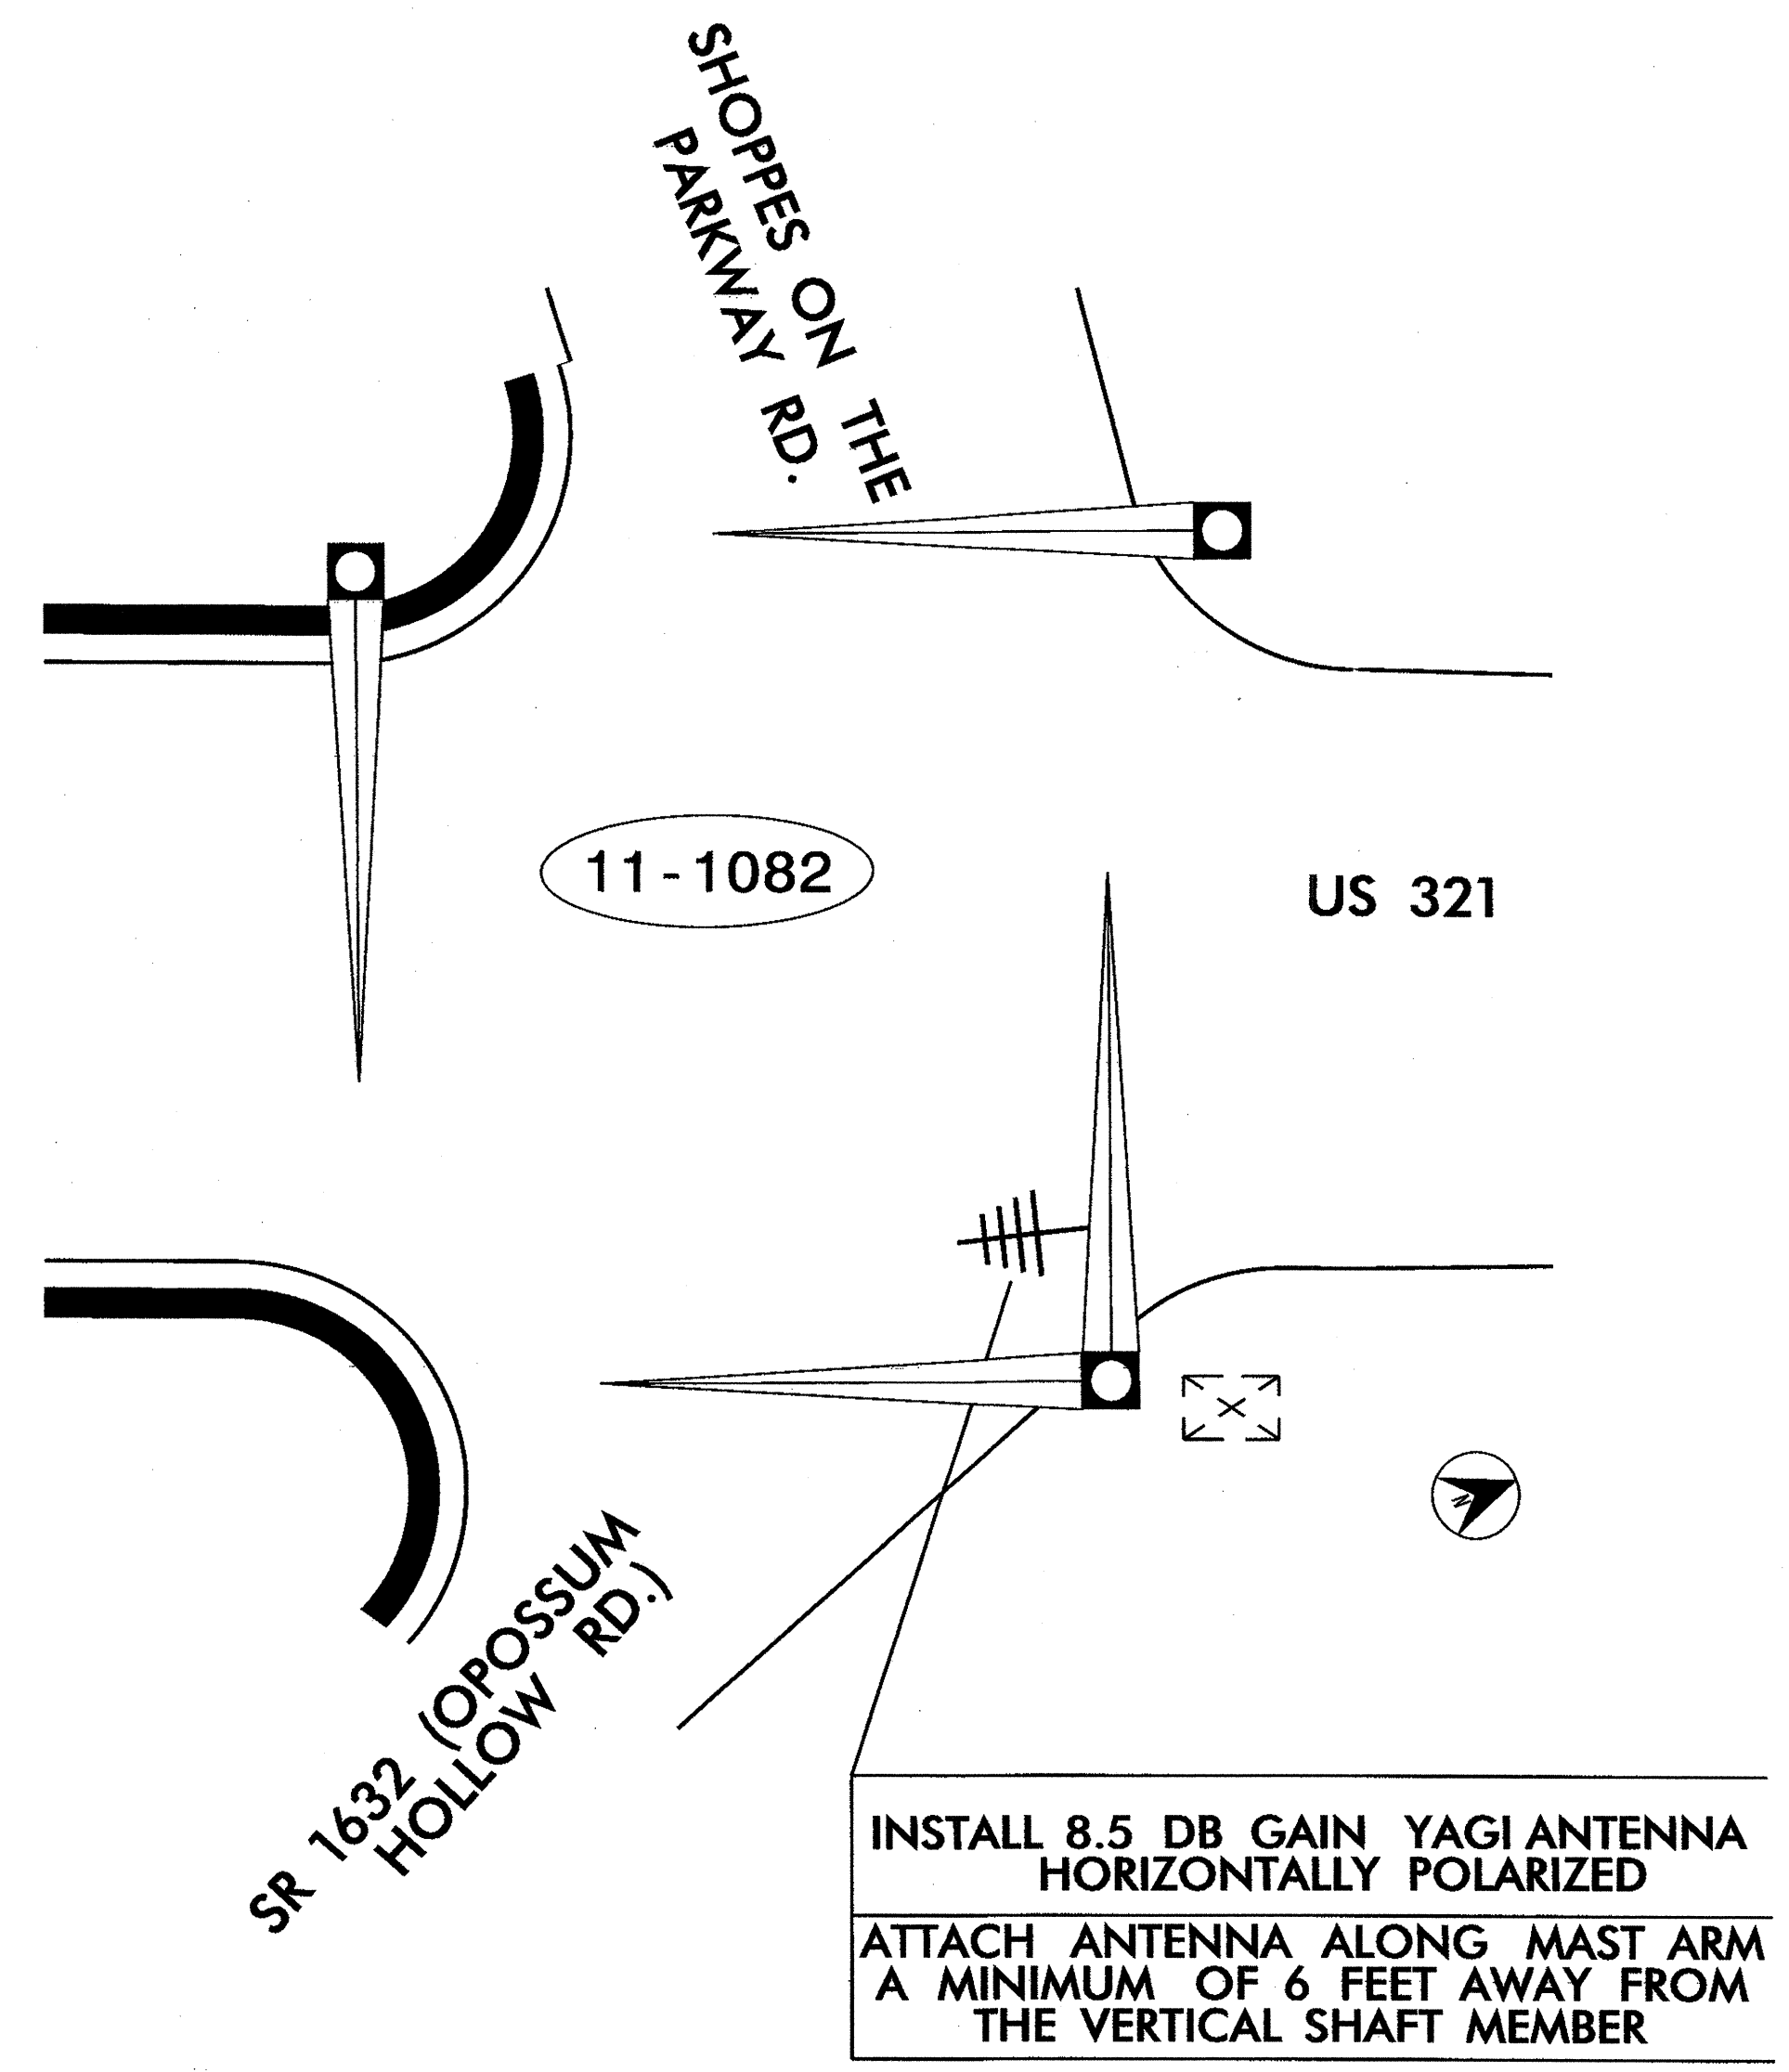 SHOPPES ON THE
PARKWAY RD.
11-1082
US 321
N
SR 1632 (OPOSSUM
HOLLOW RD.)
INSTALL 8.5 DB GAIN YAGI ANTENNA
HORIZONTALLY POLARIZED
ATTACH ANTENNA ALONG MAST ARM
A MINIMUM OF 6 FEET AWAY FROM
THE VERTICAL SHAFT MEMBER